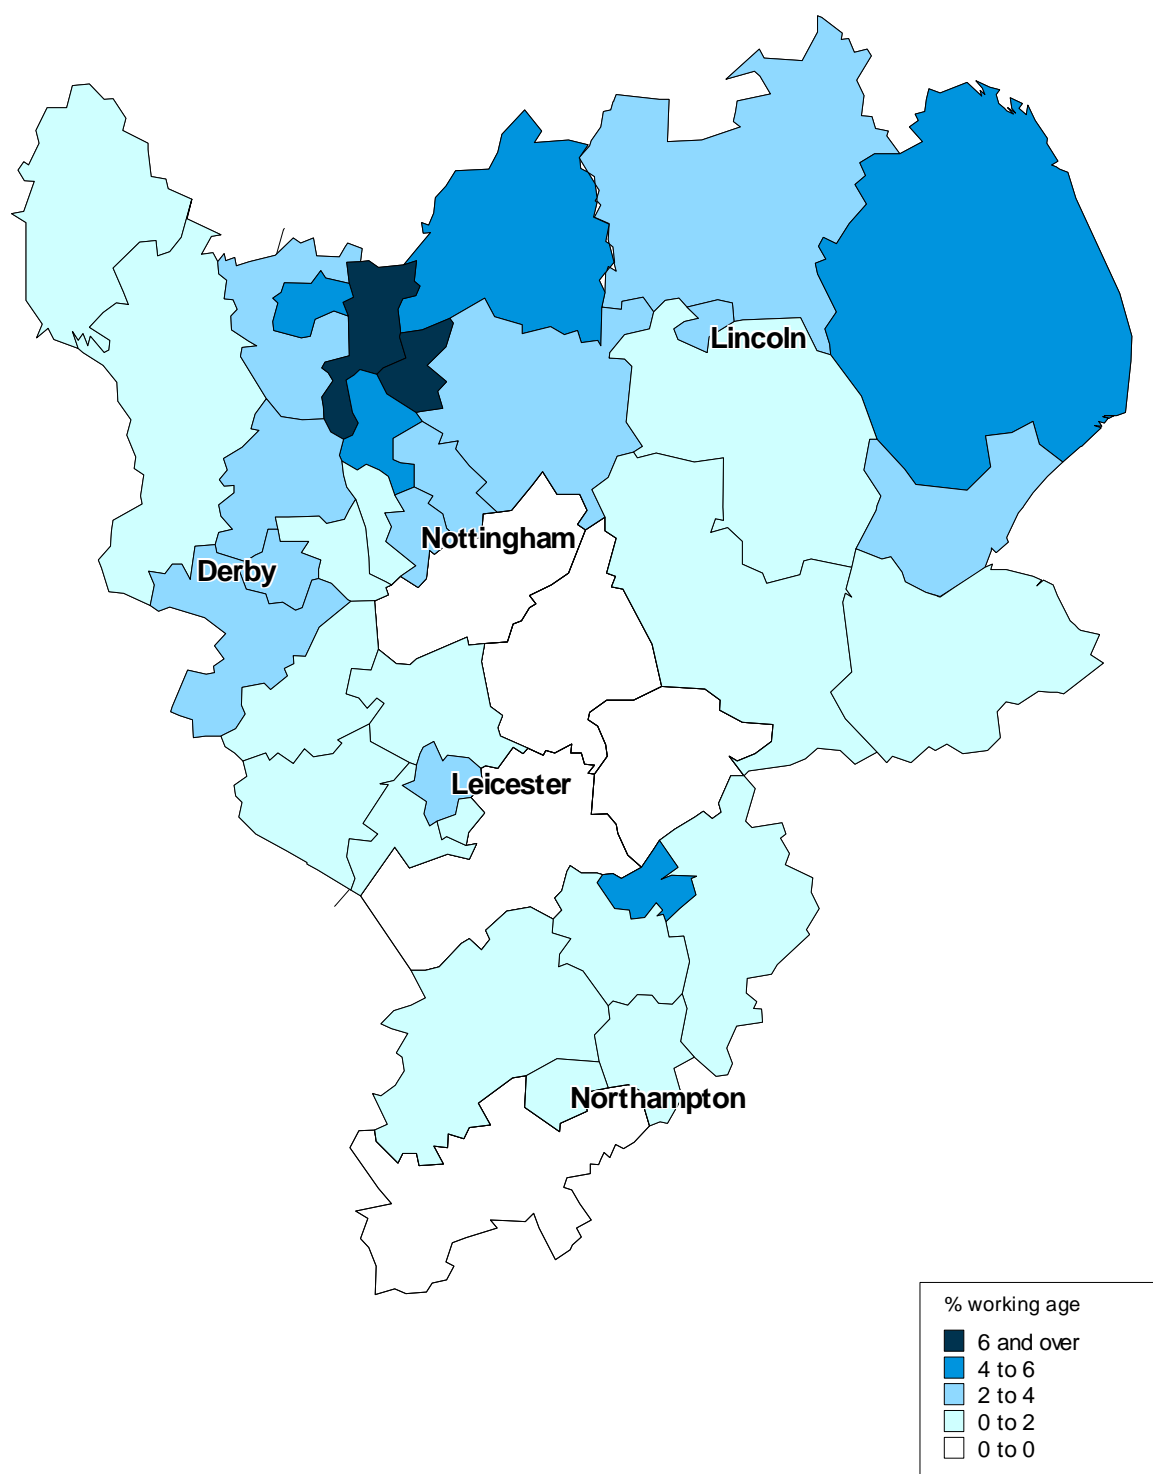 Lincoln
Nottingham
Derby
Leicester
Northampton
% working age
6 and over
4 to 6
2 to 4
0 to 2
0 to 0